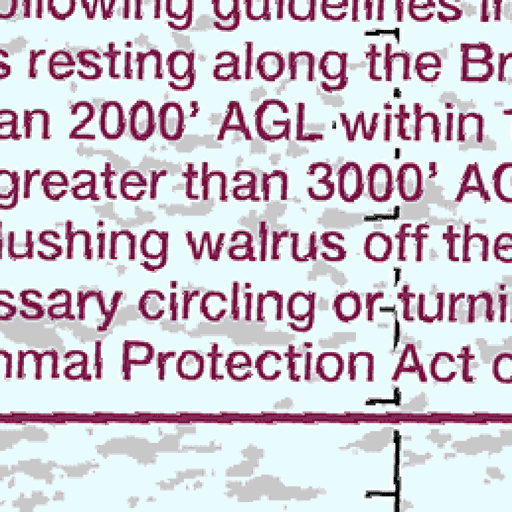 ollowing guidelines i
s resting along the Br
an 2000' AGL within
greater than 3000' AG
lushing walrus off the
ssary circling or turni
mmal Protection Act o